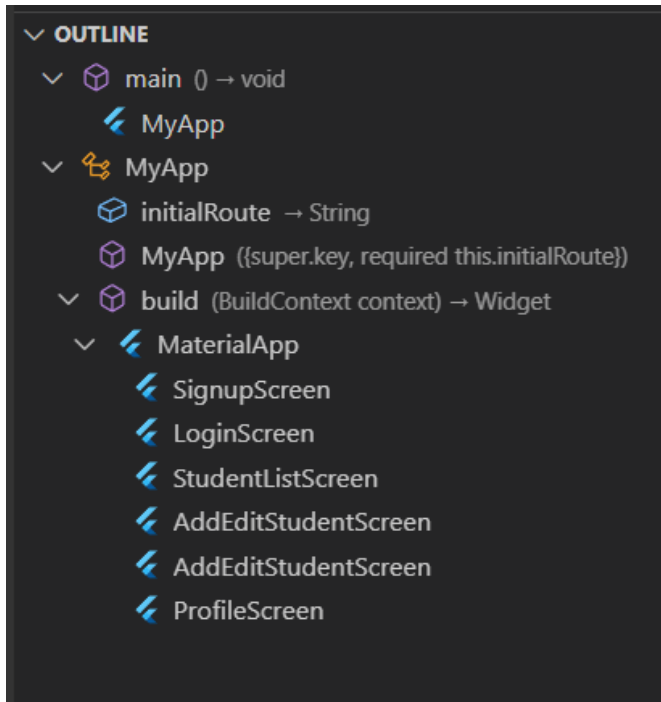 OUTLINE
main () → void
MyApp
MyApp
initialRoute → String
MyApp ({super.key, required this.initialRoute})
build (BuildContext context) → Widget
MaterialApp
SignupScreen
LoginScreen
StudentListScreen
AddEditStudentScreen
AddEditStudentScreen
ProfileScreen